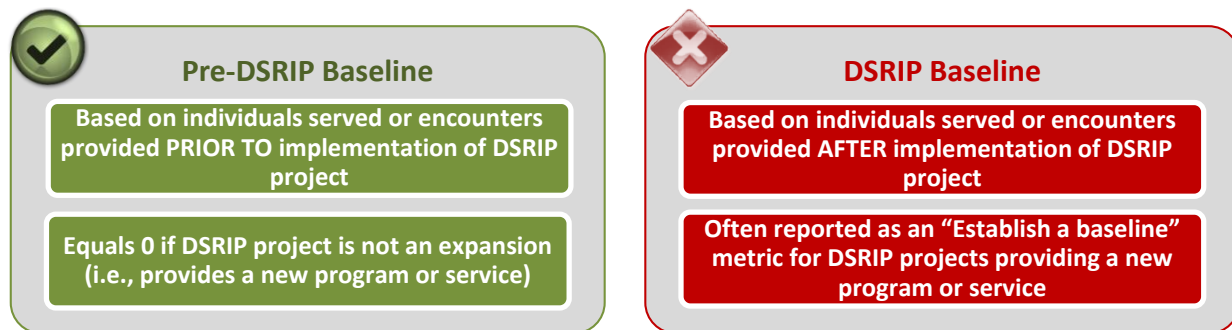 Pre-DSRIP Baseline
Based on individuals served or encounters
provided PRIOR TO implementation of DSRIP
project
Equals 0 if DSRIP project is not an expansion
(i.e., provides a new program or service)
DSRIP Baseline
Based on individuals served or encounters
provided AFTER implementation of DSRIP
project
Often reported as an “Establish a baseline”
metric for DSRIP projects providing a new
program or service